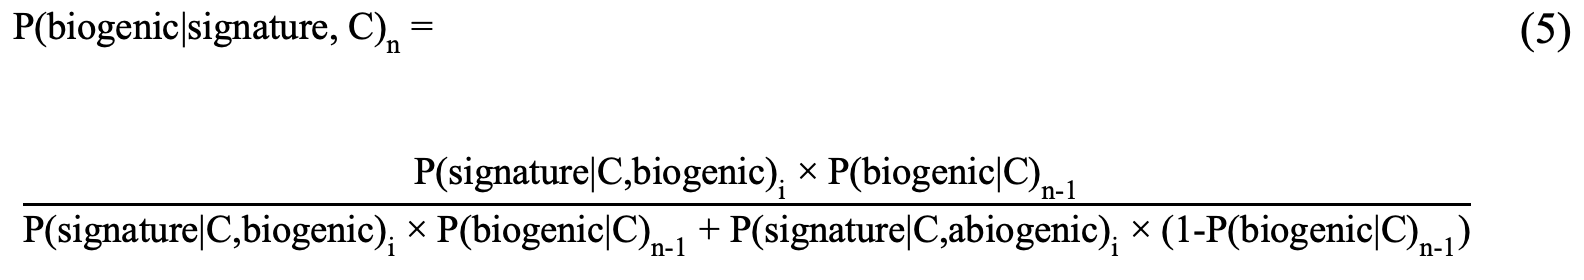 P(biogenic|signature, C)n = (5)
P(signature|C,biogenic)i × P(biogenic|C)n-1
P(signature|C,biogenic)i × P(biogenic|C)n-1 + P(signature|C,abiogenic)i × (1-P(biogenic|C)n-1)